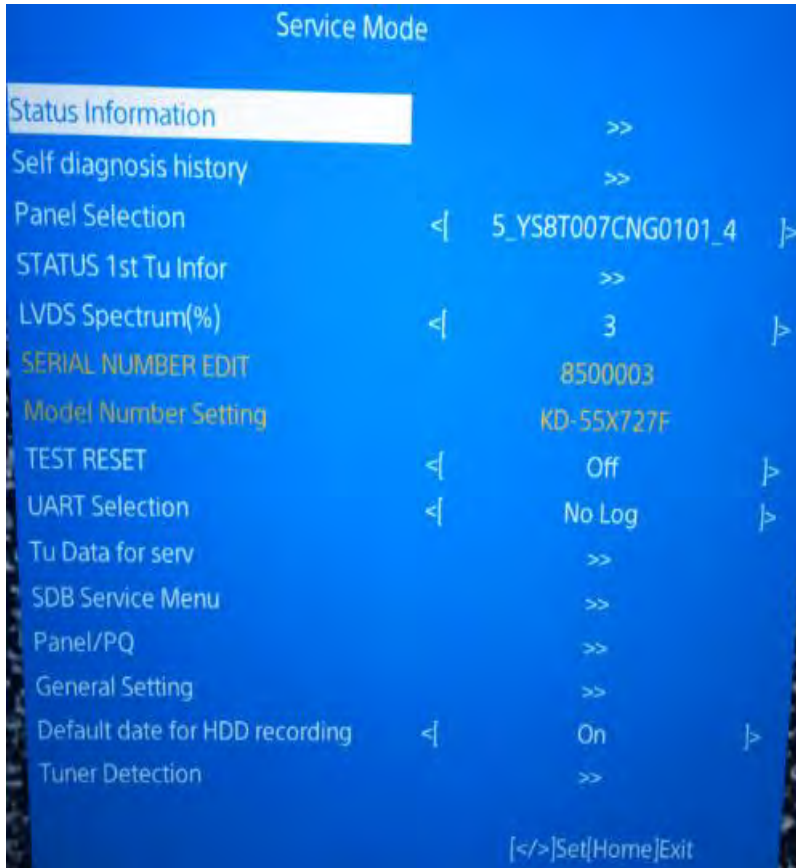 Service Mode
Status Information >>
Self diagnosis history >>
Panel Selection <[ 5_YS8T007CNG0101_4 ]>
STATUS 1st Tu Infor >>
LVDS Spectrum(%) <[ 3 ]>
SERIAL NUMBER EDIT 8500003
Model Number Setting KD-55X727F
TEST RESET <[ Off ]>
UART Selection <[ No Log ]>
Tu Data for serv >>
SDB Service Menu >>
Panel/PQ >>
General Setting >>
Default date for HDD recording <[ On ]>
Tuner Detection >>
[</>]Set[Home]Exit